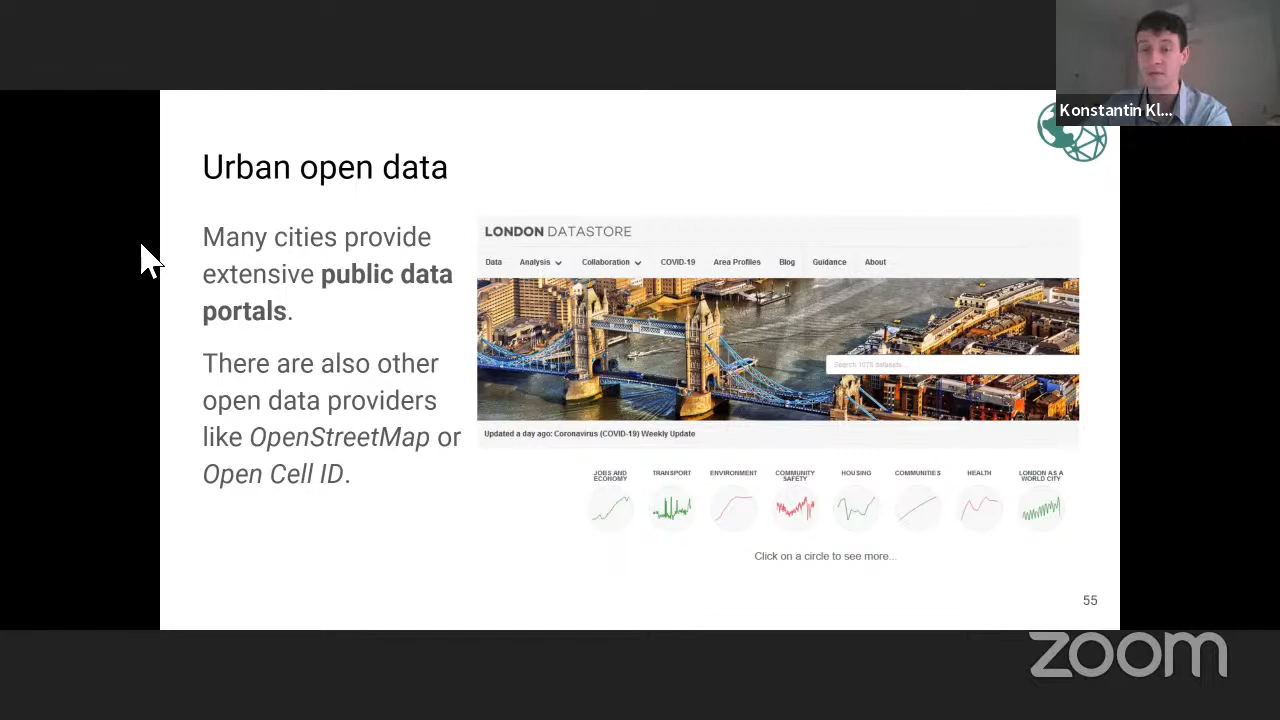 Konstantin Kl...
Urban open data
Many cities provide
extensive public data
portals.
There are also other
open data providers
like OpenStreetMap or
Open Cell ID.
LONDON DATASTORE
Data Analysis Collaboration COVID-19 Area Profiles Blog Guidance About
Search 1078 datasets...
Updated a day ago: Coronavirus (COVID-19) Weekly Update
JOBS AND ECONOMY
TRANSPORT
ENVIRONMENT
COMMUNITY SAFETY
HOUSING
COMMUNITIES
HEALTH
LONDON AS A WORLD CITY
Click on a circle to see more...
55
zoom